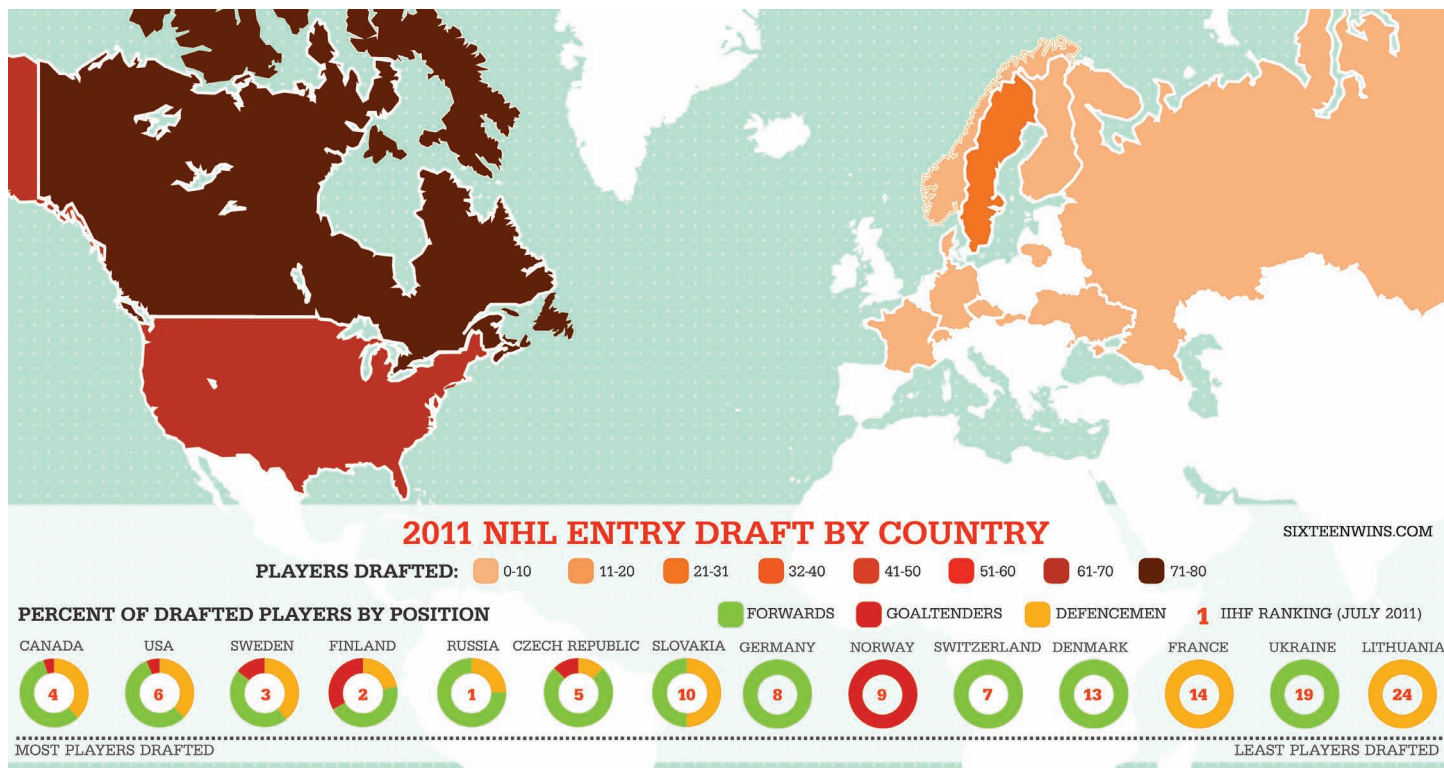 2011 NHL ENTRY DRAFT BY COUNTRY
SIXTEENWINS.COM
PLAYERS DRAFTED: 0-10 11-20 21-31 32-40 41-50 51-60 61-70 71-80
PERCENT OF DRAFTED PLAYERS BY POSITION
FORWARDS GOALTENDERS DEFENCEMEN 1 IIHF RANKING (JULY 2011)
CANADA USA SWEDEN FINLAND RUSSIA CZECH REPUBLIC SLOVAKIA GERMANY NORWAY SWITZERLAND DENMARK FRANCE UKRAINE LITHUANIA
4 6 3 2 1 5 10 8 9 7 13 14 19 24
MOST PLAYERS DRAFTED LEAST PLAYERS DRAFTED